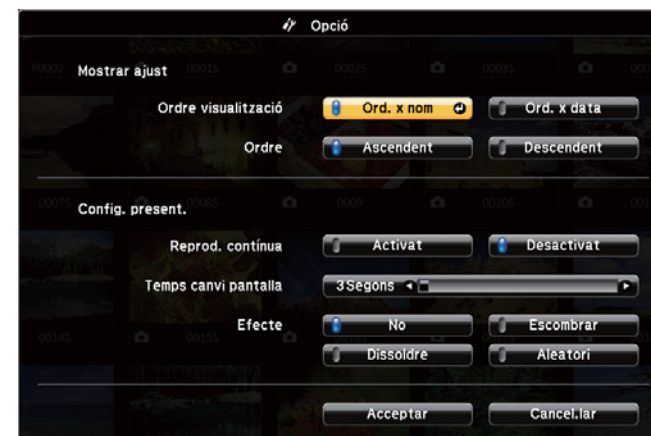 Opció
Mostrar ajust
Ordre visualització Ord. x nom Ord. x data
Ordre Ascendent Descendent
Config. present.
Reprod. contínua Activat Desactivat
Temps canvi pantalla 3Segons
Efecte No Escombrar
Dissoldre Aleatori
Acceptar Cancel.lar